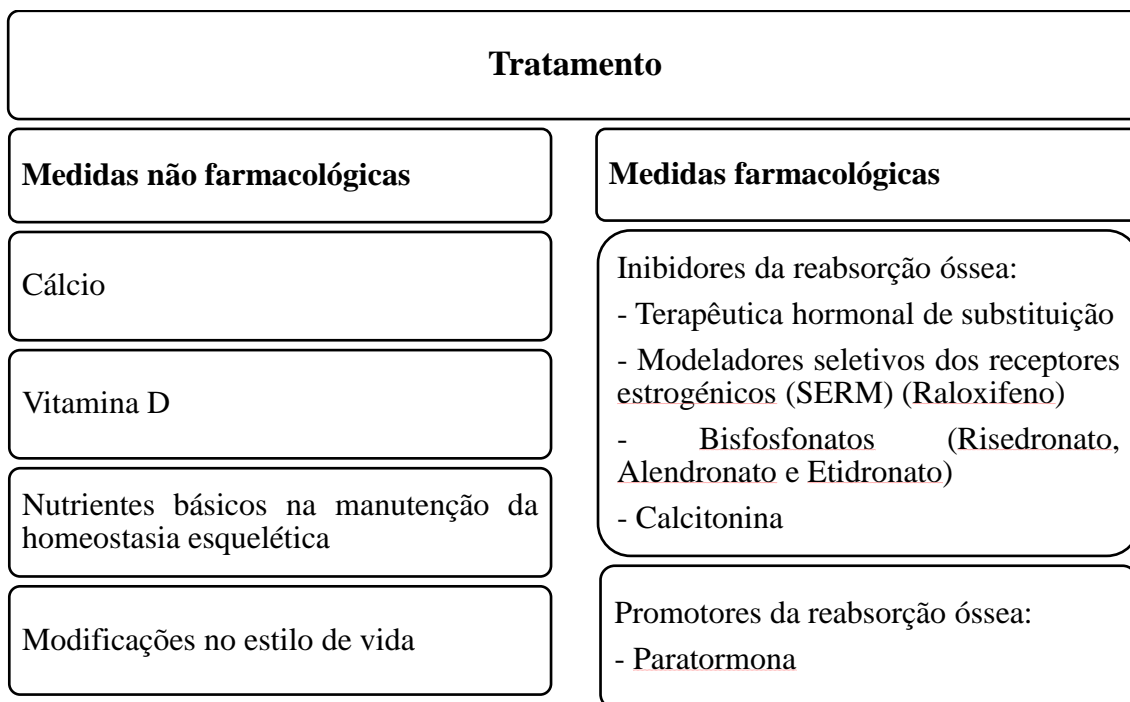 Tratamento
Medidas não farmacológicas
Cálcio
Vitamina D
Nutrientes básicos na manutenção da
homeostasia esquelética
Modificações no estilo de vida
Medidas farmacológicas
Inibidores da reabsorção óssea:
- Terapêutica hormonal de substituição
- Modeladores seletivos dos receptores
estrogénicos (SERM) (Raloxifeno)
- Bisfosfonatos (Risedronato,
Alendronato e Etidronato)
- Calcitonina
Promotores da reabsorção óssea:
- Paratormona